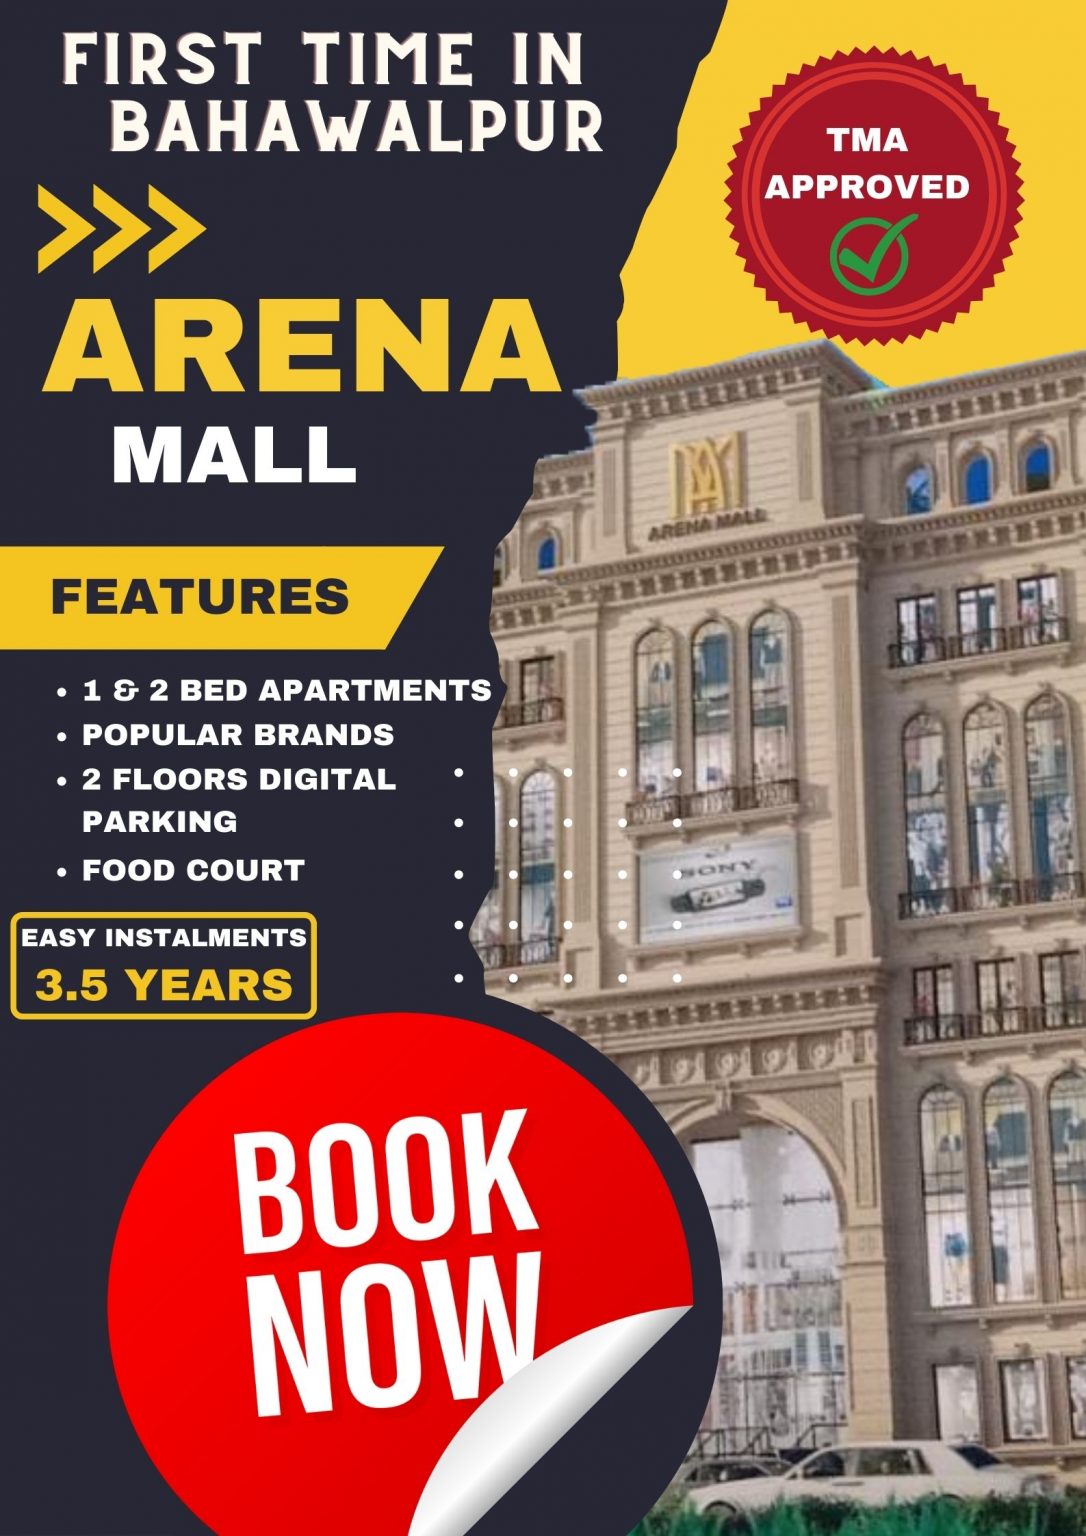 FIRST TIME IN
BAHAWALPUR
TMA
APPROVED
ARENA
MALL
ARENA MALL
FEATURES
• 1 & 2 BED APARTMENTS
• POPULAR BRANDS
• 2 FLOORS DIGITAL
PARKING
• FOOD COURT
SONY
EASY INSTALMENTS
3.5 YEARS
BOOK
NOW